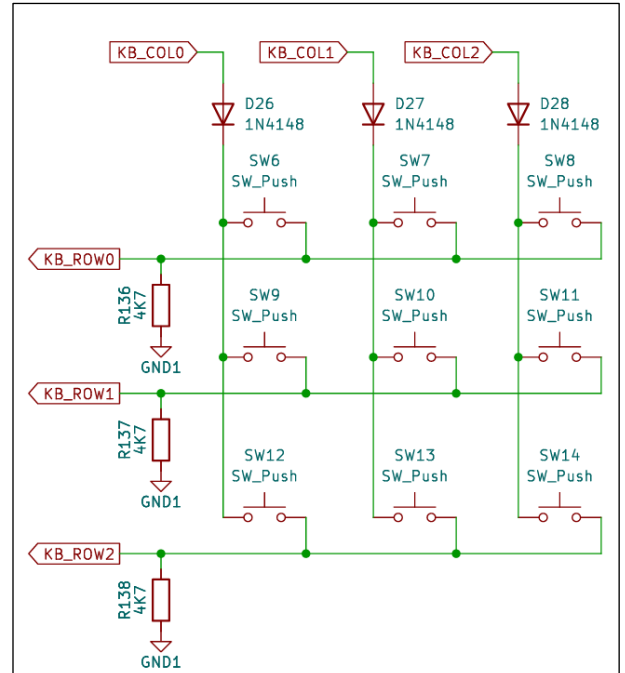 KB_COL0 KB_COL1 KB_COL2
D26 D27 D28
1N4148 1N4148 1N4148
SW6 SW7 SW8
SW_Push SW_Push SW_Push
KB_ROW0
R136
4K7
GND1
SW9 SW10 SW11
SW_Push SW_Push SW_Push
KB_ROW1
R137
4K7
GND1
SW12 SW13 SW14
SW_Push SW_Push SW_Push
KB_ROW2
R138
4K7
GND1